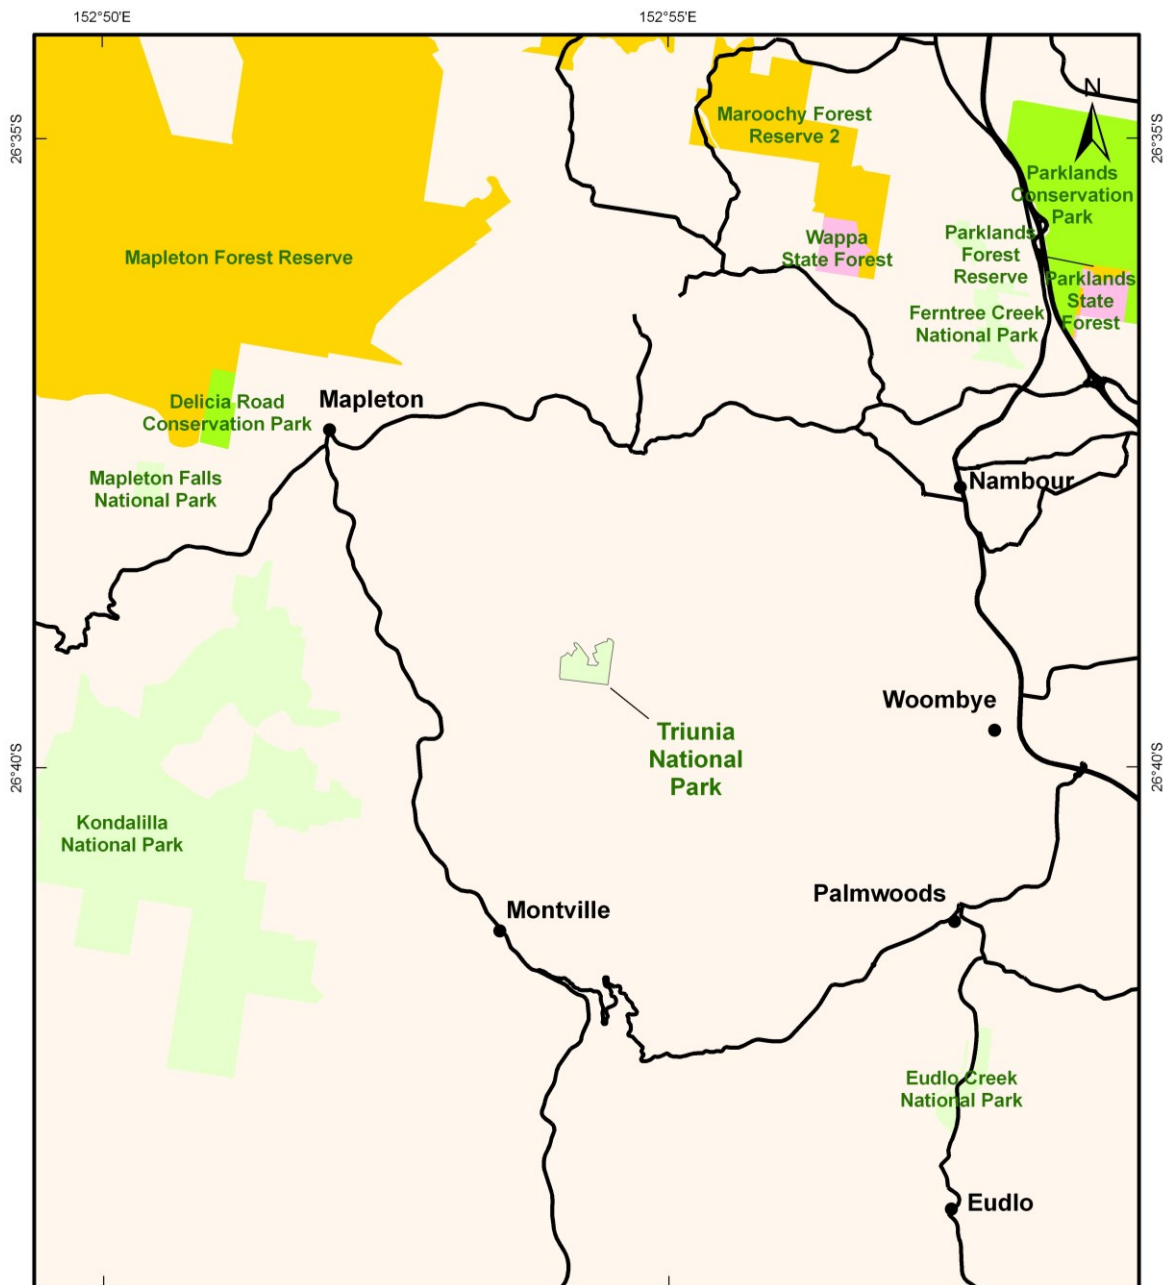 152°50'E
152°55'E
26°35'S
26°35'S
N
Maroochy Forest
Reserve 2
Parklands
Conservation
Park
Mapleton Forest Reserve
Wappa
State Forest
Parklands
Forest
Reserve
Parklands
State
Forest
Ferntree Creek
National Park
Delicia Road
Conservation Park
Mapleton
Mapleton Falls
National Park
Nambour
Woombye
Triunia
National
Park
26°40'S
26°40'S
Kondalilla
National Park
Palmwoods
Montville
Eudlo Creek
National Park
Eudlo